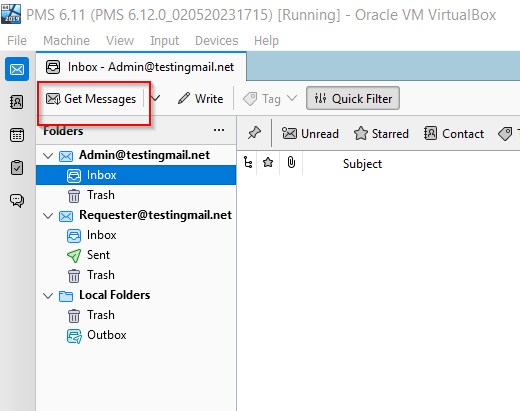 PMS 6.11 (PMS 6.12.0_020520231715) [Running] - Oracle VM VirtualBox
File Machine View Input Devices Help
Inbox - Admin@testingmail.net
Get Messages Write Tag Quick Filter
Folders ... Unread Starred Contact
Admin@testingmail.net Subject
Inbox
Trash
Requester@testingmail.net
Inbox
Sent
Trash
Local Folders
Trash
Outbox